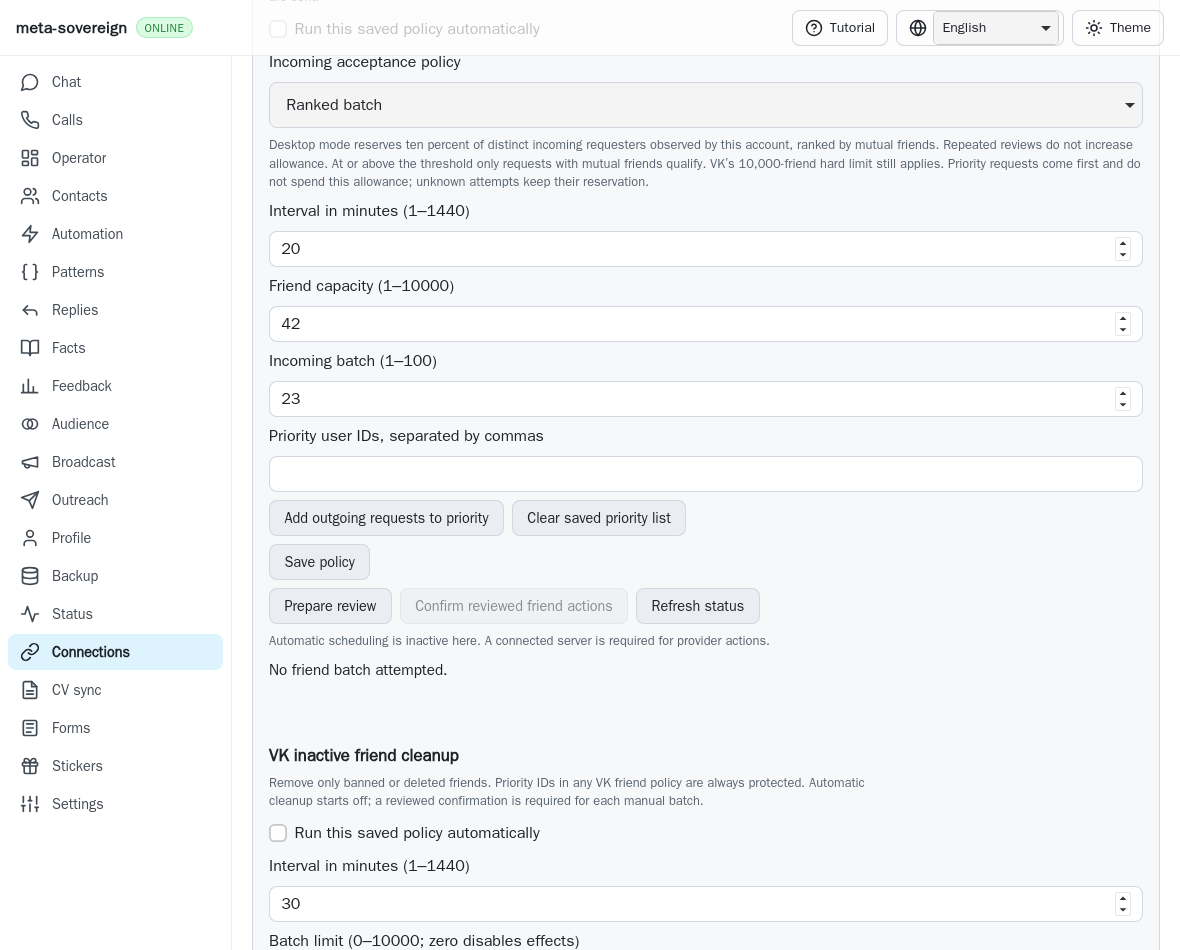 meta-sovereign
ONLINE
Run this saved policy automatically
Tutorial
English
Theme
Chat
Calls
Operator
Contacts
Automation
Patterns
Replies
Facts
Feedback
Audience
Broadcast
Outreach
Profile
Backup
Status
Connections
CV sync
Forms
Stickers
Settings
Incoming acceptance policy
Ranked batch
Desktop mode reserves ten percent of distinct incoming requesters observed by this account, ranked by mutual friends. Repeated reviews do not increase
allowance. At or above the threshold only requests with mutual friends qualify. VK's 10,000-friend hard limit still applies. Priority requests come first and do
not spend this allowance; unknown attempts keep their reservation.
Interval in minutes (1–1440)
20
Friend capacity (1–10000)
42
Incoming batch (1–100)
23
Priority user IDs, separated by commas
Add outgoing requests to priority
Clear saved priority list
Save policy
Prepare review
Confirm reviewed friend actions
Refresh status
Automatic scheduling is inactive here. A connected server is required for provider actions.
No friend batch attempted.
VK inactive friend cleanup
Remove only banned or deleted friends. Priority IDs in any VK friend policy are always protected. Automatic
cleanup starts off; a reviewed confirmation is required for each manual batch.
Run this saved policy automatically
Interval in minutes (1–1440)
30
Batch limit (0–10000; zero disables effects)